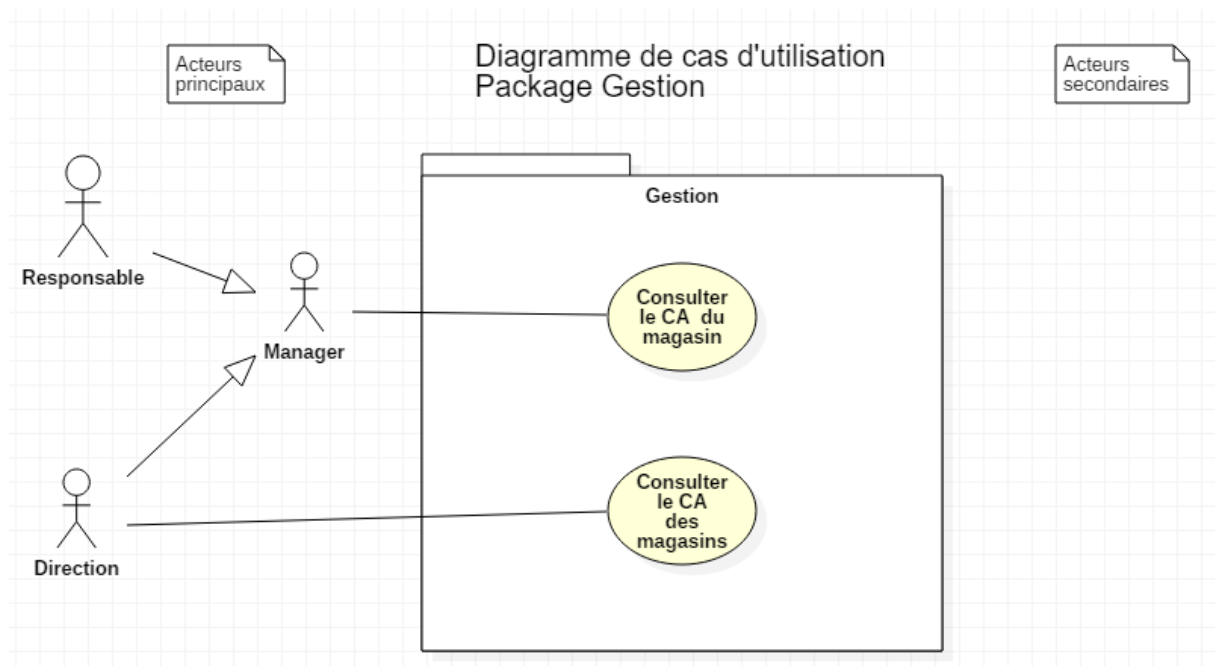 Acteurs
principaux
Diagramme de cas d'utilisation
Package Gestion
Acteurs
secondaires
Gestion
Responsable
Manager
Consulter
le CA du
magasin
Direction
Consulter
le CA
des
magasins